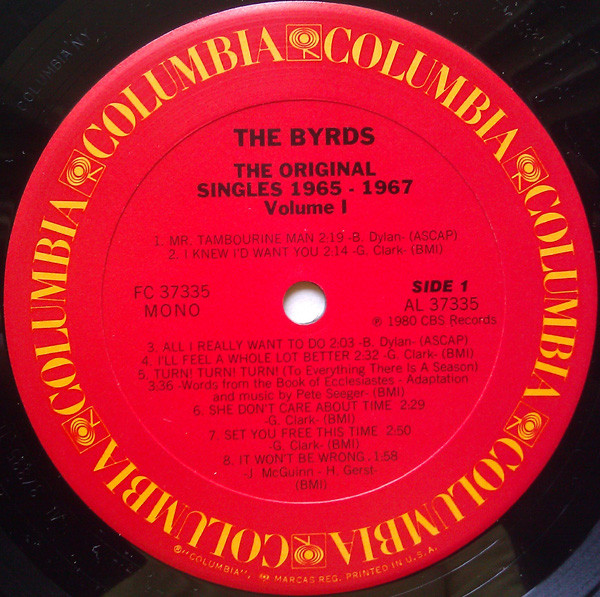 COLUMBIA COLUMBIA COLUMBIA COLUMBIA COLUMBIA COLUMBIA COLUMBIA COLUMBIA
THE BYRDS
THE ORIGINAL
SINGLES 1965 - 1967
Volume I
1. MR. TAMBOURINE MAN 2:19 -B. Dylan- (ASCAP)
2. I KNEW I'D WANT YOU 2:14 -G. Clark- (BMI)
FC 37335
MONO
SIDE 1
AL 37335
℗ 1980 CBS Records
3. ALL I REALLY WANT TO DO 2:03 -B. Dylan- (ASCAP)
4. I'LL FEEL A WHOLE LOT BETTER 2:32 -G. Clark- (BMI)
5. TURN! TURN! TURN! (To Everything There Is A Season)
3:36 -Words from the Book of Ecclesiastes - Adaptation
and music by Pete Seeger- (BMI)
6. SHE DON'T CARE ABOUT TIME 2:29
-G. Clark- (BMI)
7. SET YOU FREE THIS TIME 2:50
-G. Clark- (BMI)
8. IT WON'T BE WRONG 1:58
-J. McGuinn - H. Gerst-
(BMI)
®"COLUMBIA", MARCAS REG. PRINTED IN U.S.A.